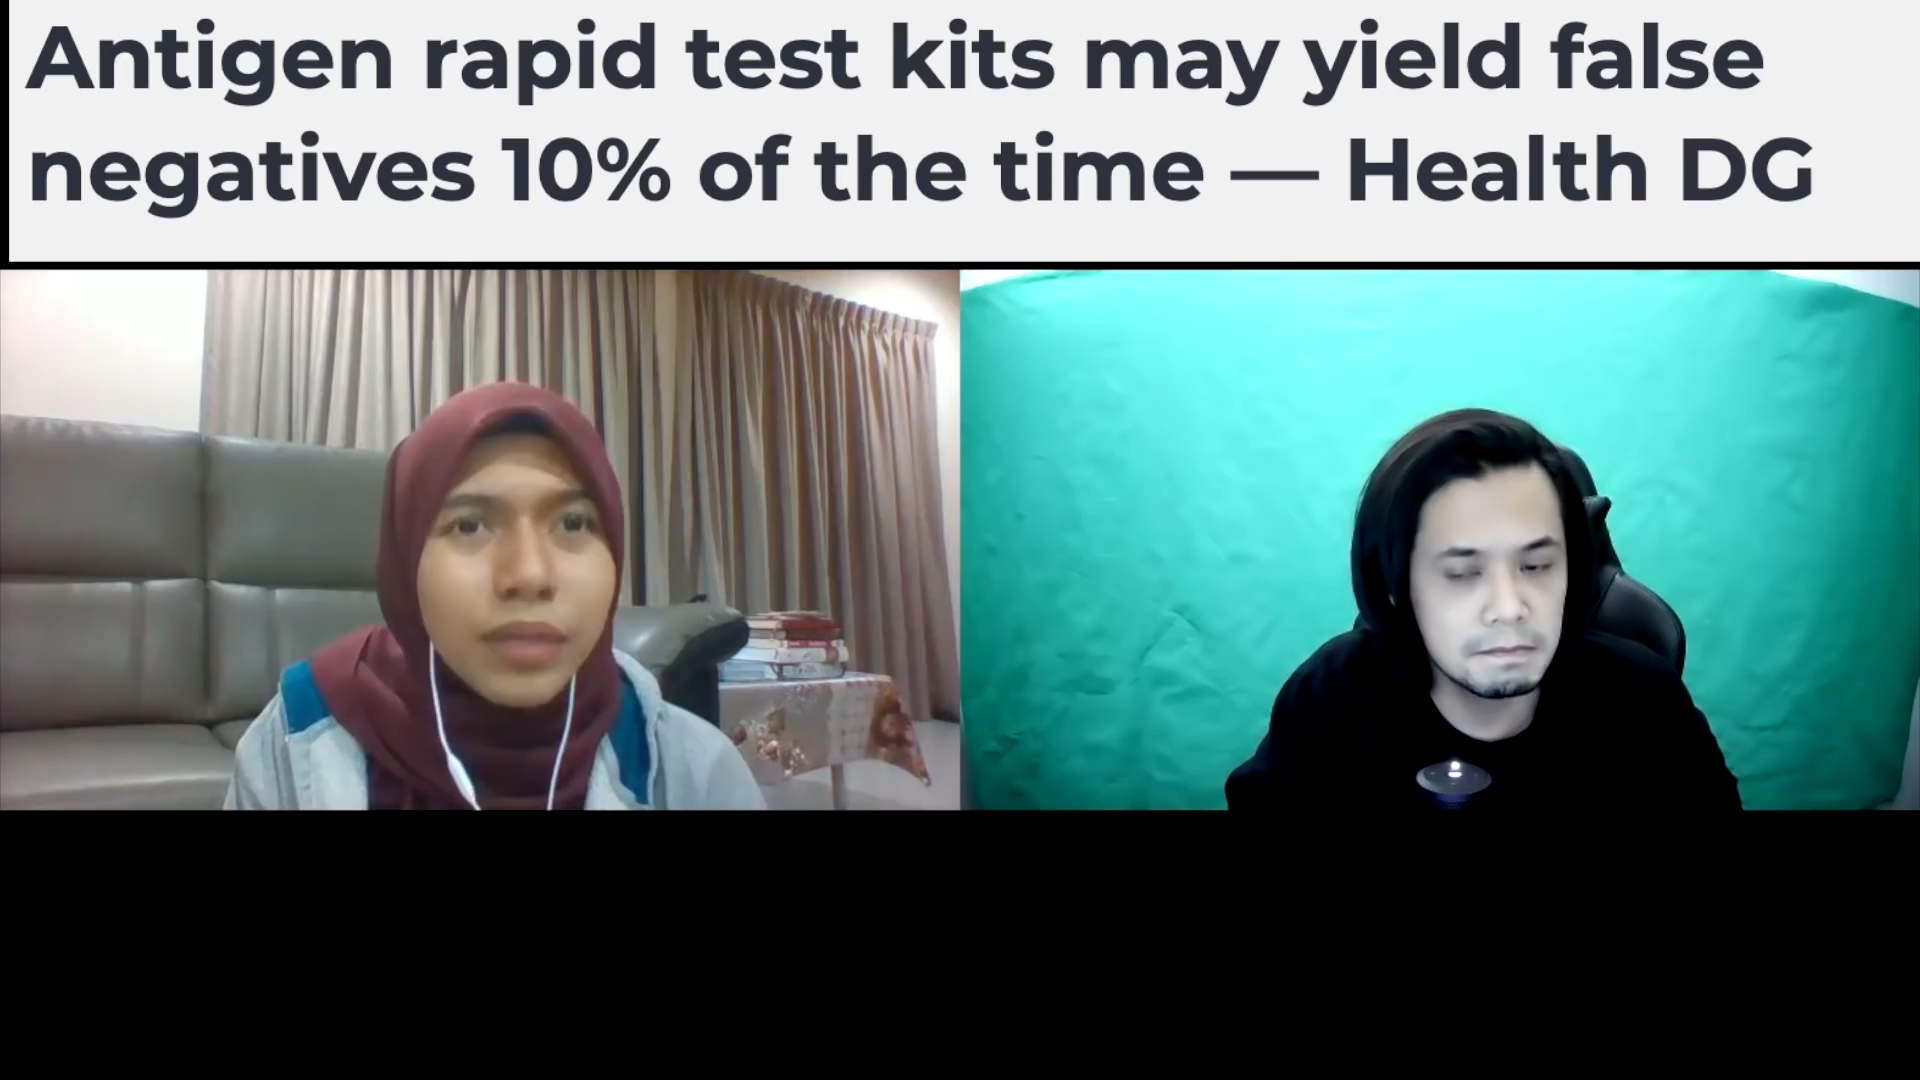 Antigen rapid test kits may yield false
negatives 10% of the time — Health DG